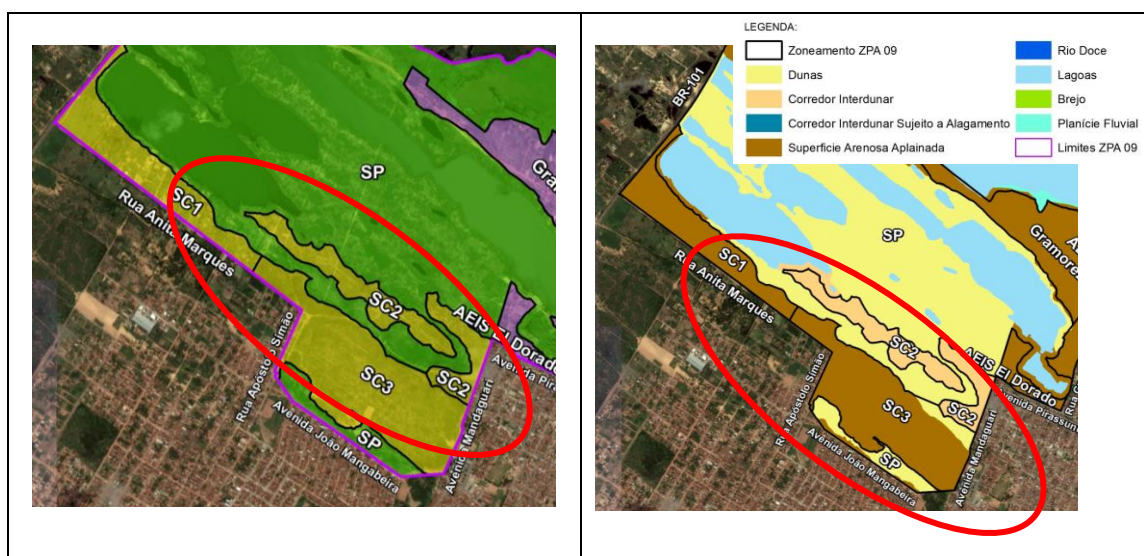 SP
SC1
Rua Anita Marques
SC2
AEIS El Dorado
Rua Apóstolo Simão
SC3
SC2
SP
Avenida João Mangabeira
Avenida Mandaguari
LEGENDA:
Zoneamento ZPA 09
Dunas
Corredor Interdunar
Corredor Interdunar Sujeito a Alagamento
Superfície Arenosa Aplainada
Rio Doce
Lagoas
Brejo
Planície Fluvial
Limites ZPA 09
BR-101
SP
SC1
Rua Anita Marques
SC2
AEIS El Dorado
Rua Apóstolo Simão
SC3
SC2
SP
Avenida João Mangabeira
Avenida Mandaguari